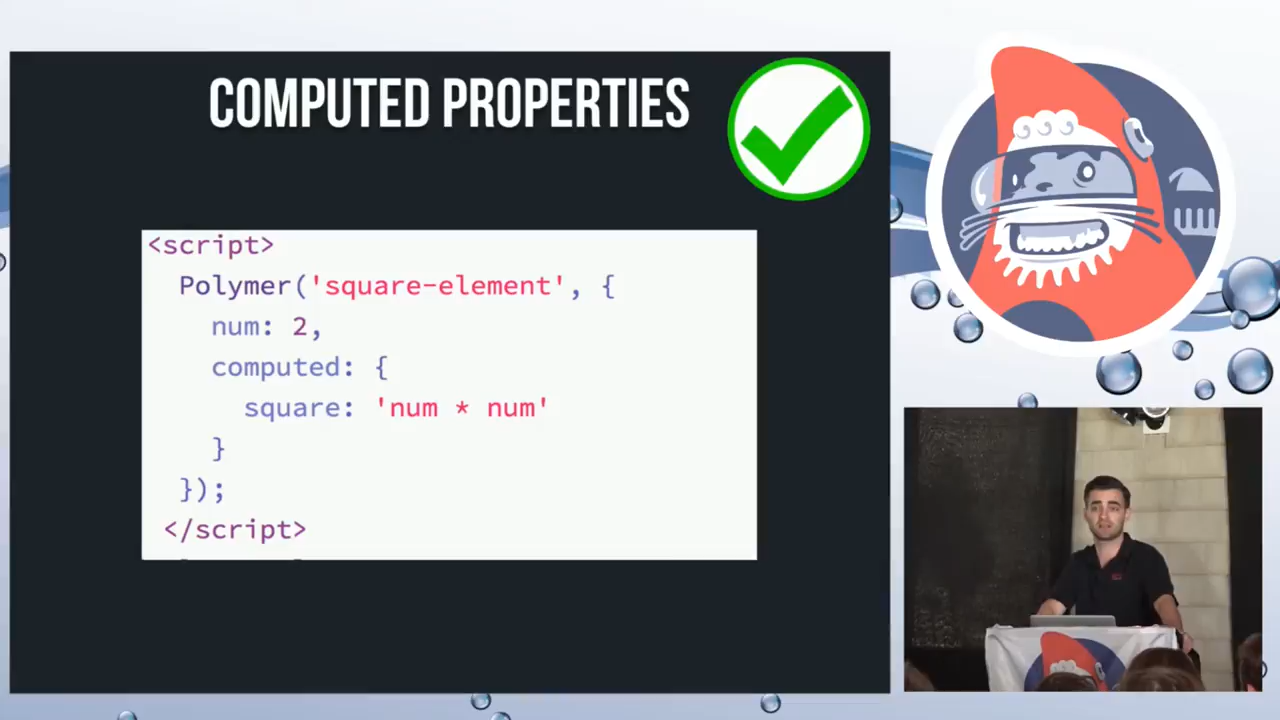 COMPUTED PROPERTIES
<script>
  Polymer('square-element', {
    num: 2,
    computed: {
      square: 'num * num'
    }
  });
 </script>